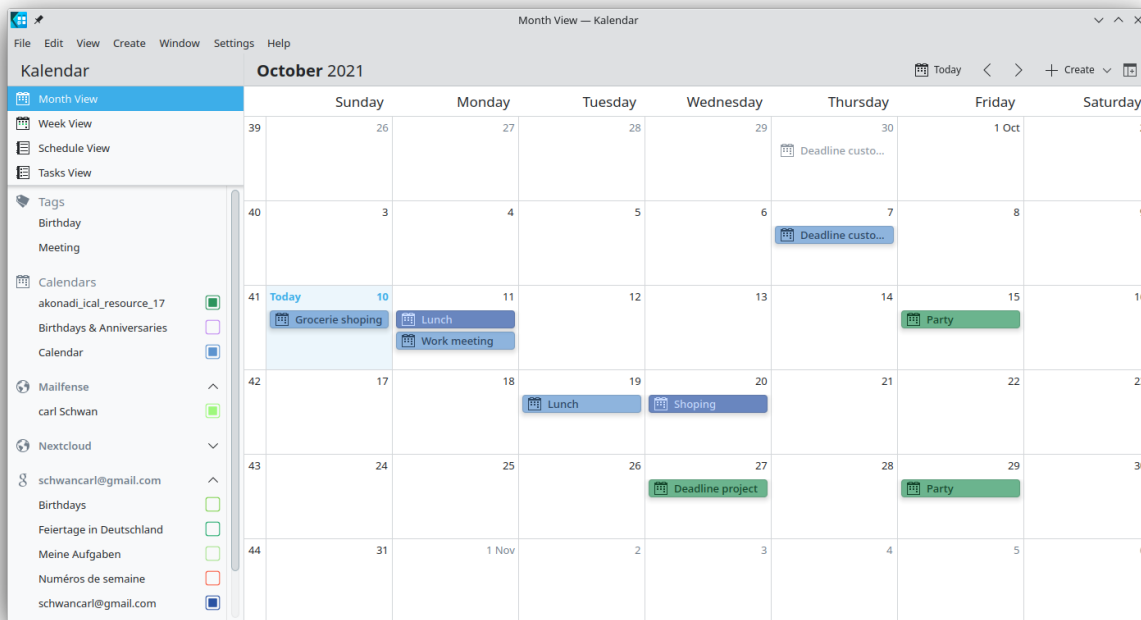 Month View — Kalendar
File Edit View Create Window Settings Help
Kalendar
October 2021
Today
Create
Month View
Week View
Schedule View
Tasks View
Tags
Birthday
Meeting
Calendars
akonadi_ical_resource_17
Birthdays & Anniversaries
Calendar
Mailfense
carl Schwan
Nextcloud
schwancarl@gmail.com
Birthdays
Feiertage in Deutschland
Meine Aufgaben
Numéros de semaine
schwancarl@gmail.com
Sunday Monday Tuesday Wednesday Thursday Friday Saturday
39 26 27 28 29 30 1 Oct
Deadline custo...
40 3 4 5 6 7 8
Deadline custo...
41 Today 10 11 12 13 14 15
Grocerie shoping Lunch Party
Work meeting
42 17 18 19 20 21 22
Lunch Shoping
43 24 25 26 27 28 29
Deadline project Party
44 31 1 Nov 2 3 4 5